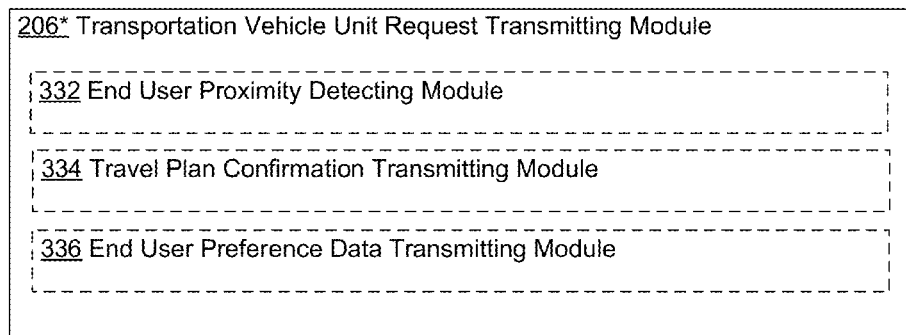 206* Transportation Vehicle Unit Request Transmitting Module
332 End User Proximity Detecting Module
334 Travel Plan Confirmation Transmitting Module
336 End User Preference Data Transmitting Module